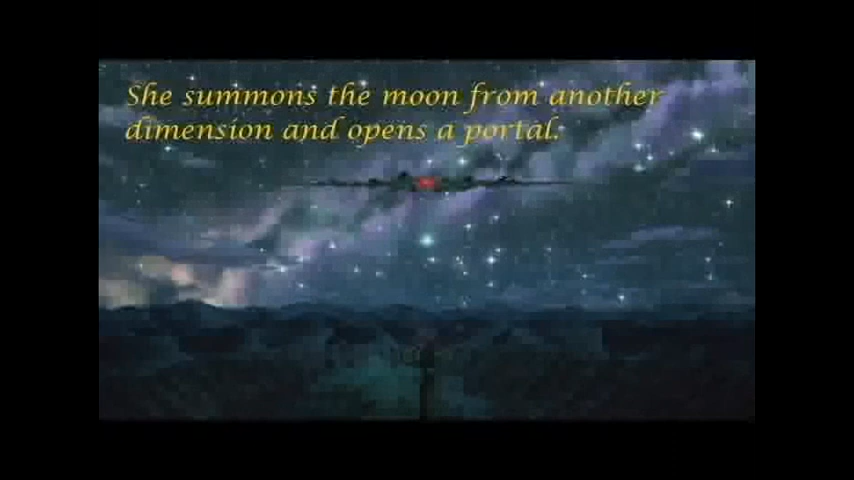 She summons the moon from another
dimension and opens a portal.